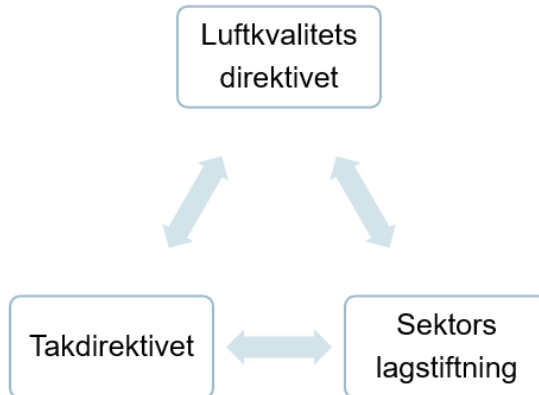 Luftkvalitets
direktivet
Takdirektivet
Sektors
lagstiftning